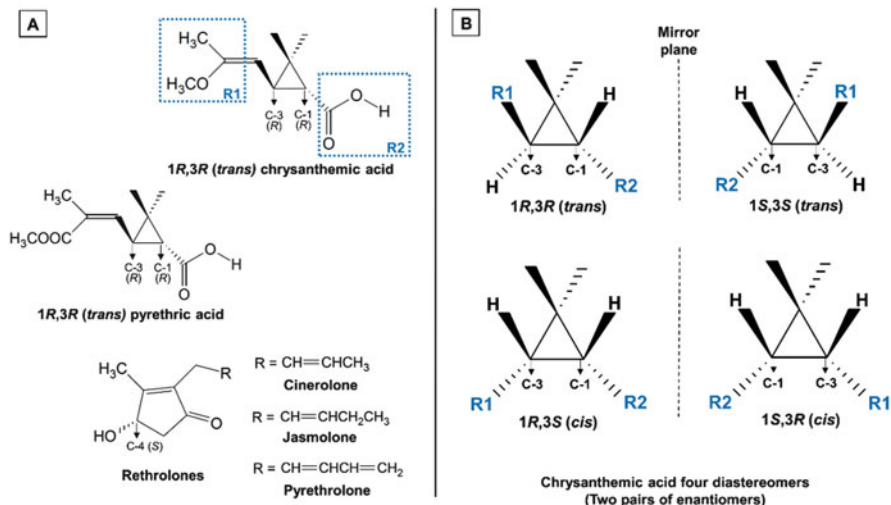 A
H₃C
CH₃O
R1
C-3
(R)
C-1
(R)
O
H
O
R2
1R,3R (trans) chrysanthemic acid
H₃C
H₃COOC
C-3
(R)
C-1
(R)
O
H
O
1R,3R (trans) pyrethric acid
H₃C
R
O
HO
C-4 (S)
Rethrolones
R = CH=CHCH₃
Cinerolone
R = CH=CHCH₂CH₃
Jasmolone
R = CH=CHCH=CH₂
Pyrethrolone
B
Mirror
plane
R1
H
H
C-3
C-1
R2
1R,3R (trans)
H
R1
R2
C-1
C-3
H
1S,3S (trans)
H
H
R1
C-3
C-1
R2
1R,3S (cis)
H
H
R2
C-1
C-3
R1
1S,3R (cis)
Chrysanthemic acid four diastereomers
(Two pairs of enantiomers)